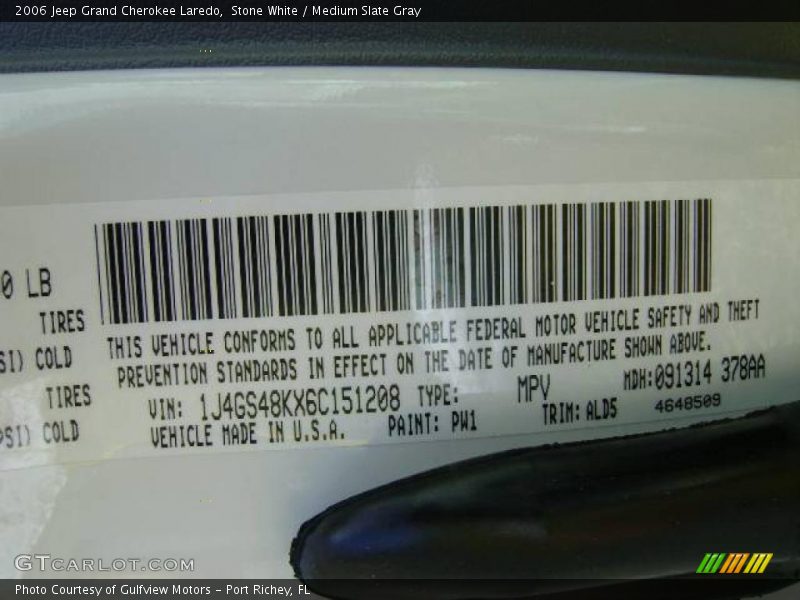 2006 Jeep Grand Cherokee Laredo, Stone White / Medium Slate Gray
0 LB
TIRES
SI) COLD
TIRES
PSI) COLD
THIS VEHICLE CONFORMS TO ALL APPLICABLE FEDERAL MOTOR VEHICLE SAFETY AND THEFT
PREVENTION STANDARDS IN EFFECT ON THE DATE OF MANUFACTURE SHOWN ABOVE.
VIN: 1J4GS48KX6C151208 TYPE: MPV MDH:091314 378AA
VEHICLE MADE IN U.S.A. PAINT: PW1 TRIM: ALD5 4648509
GTCARLOT.COM
Photo Courtesy of Gulfview Motors - Port Richey, FL